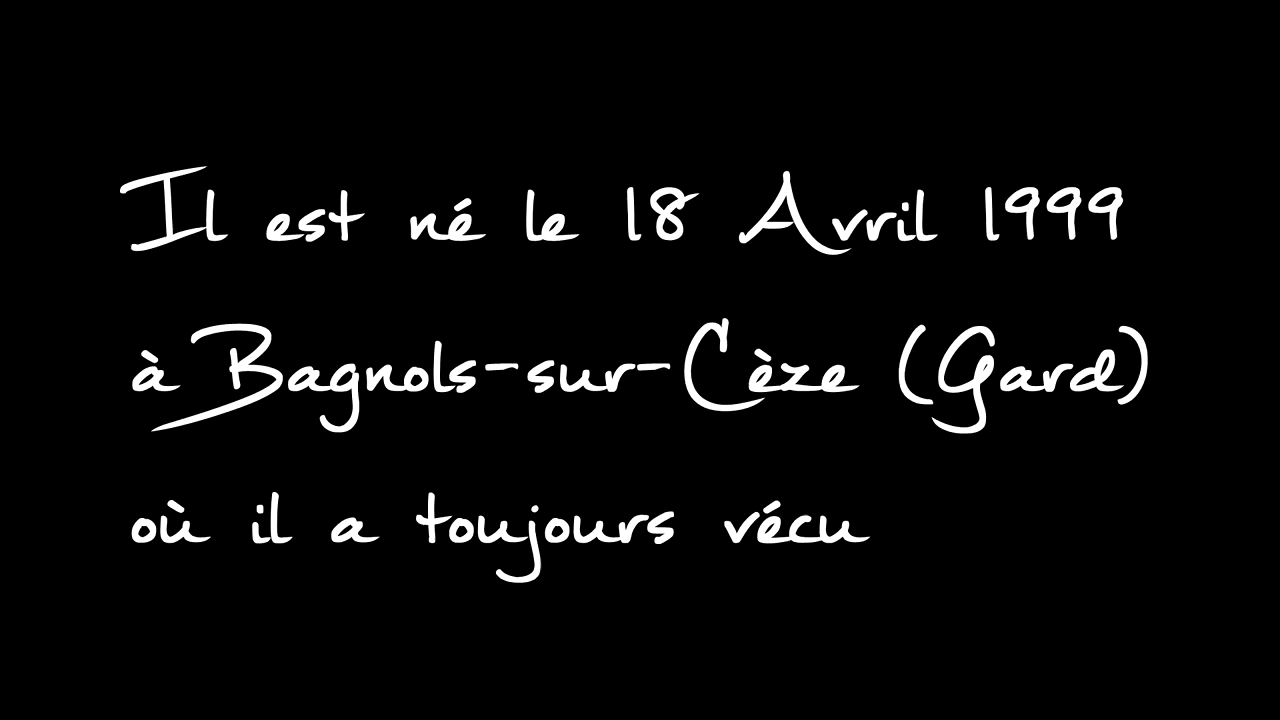 Il est né le 18 Avril 1999
à Bagnols-sur-Cèze (Gard)
où il a toujours vécu